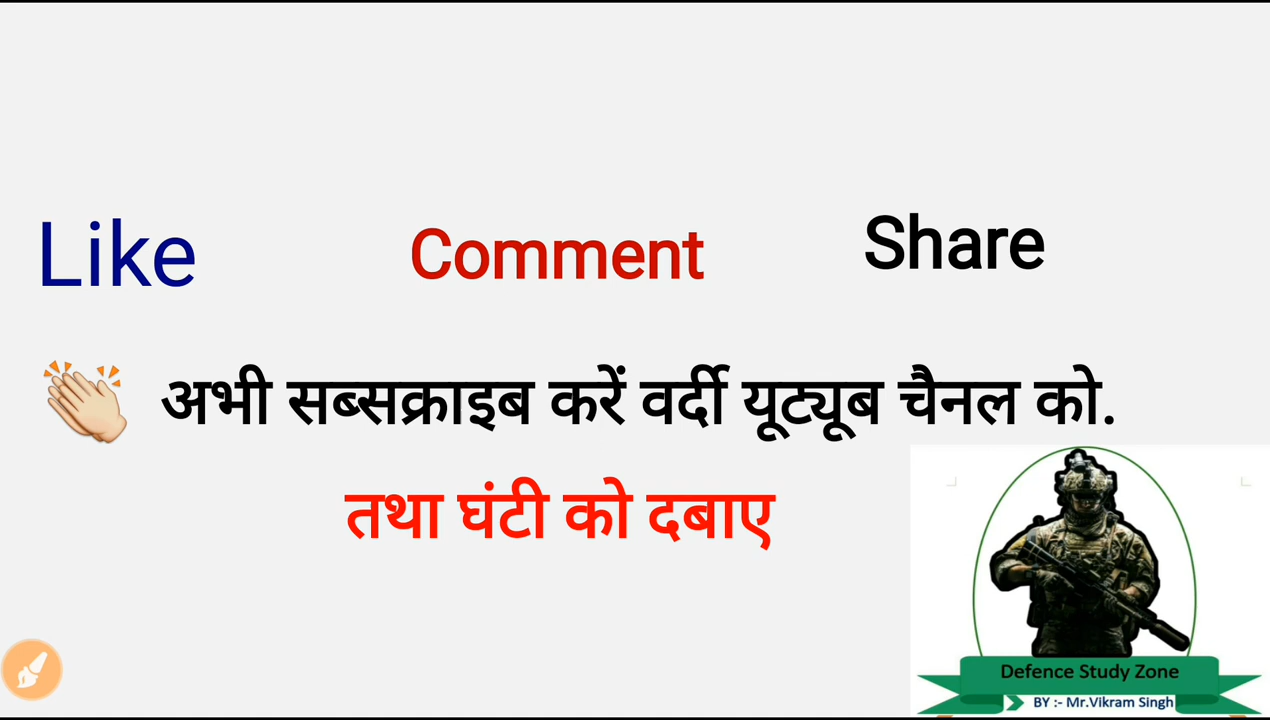 Like Comment Share
👏 अभी सब्सक्राइब करें वर्दी यूट्यूब चैनल को.
तथा घंटी को दबाए
Defence Study Zone
BY :- Mr.Vikram Singh